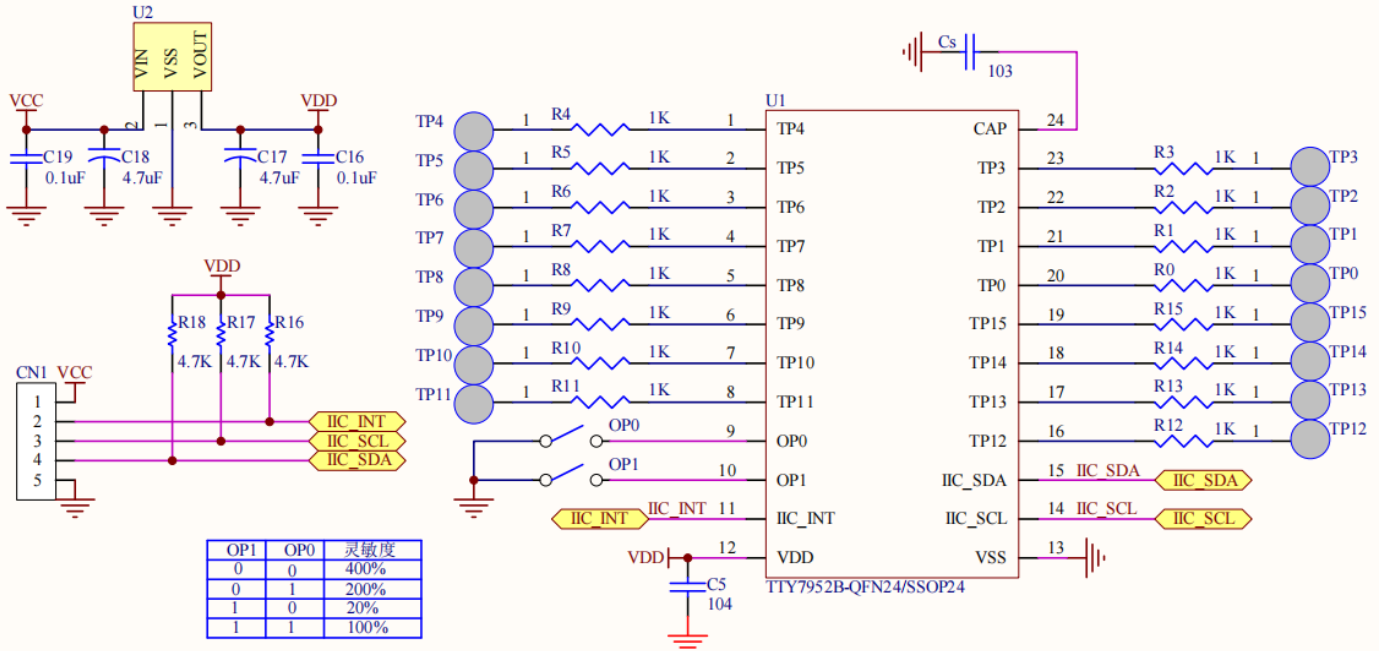 U2
VIN
VSS
VOUT
2
1
3
VCC
VDD
C19
0.1uF
C18
4.7uF
C17
4.7uF
C16
0.1uF
VDD
R18
4.7K
R17
4.7K
R16
4.7K
CN1
VCC
1
2
3
4
5
IIC_INT
IIC_SCL
IIC_SDA
OP1 OP0 灵敏度
0 0 400%
0 1 200%
1 0 20%
1 1 100%
Cs
103
U1
TP4 1 R4 1K 1 TP4
TP5 1 R5 1K 2 TP5
TP6 1 R6 1K 3 TP6
TP7 1 R7 1K 4 TP7
TP8 1 R8 1K 5 TP8
TP9 1 R9 1K 6 TP9
TP10 1 R10 1K 7 TP10
TP11 1 R11 1K 8 TP11
OP0 9 OP0
OP1 10 OP1
IIC_INT IIC_INT 11 IIC_INT
VDD 12 VDD
C5
104
CAP 24
TP3 23 R3 1K 1 TP3
TP2 22 R2 1K 1 TP2
TP1 21 R1 1K 1 TP1
TP0 20 R0 1K 1 TP0
TP15 19 R15 1K 1 TP15
TP14 18 R14 1K 1 TP14
TP13 17 R13 1K 1 TP13
TP12 16 R12 1K 1 TP12
IIC_SDA 15 IIC_SDA IIC_SDA
IIC_SCL 14 IIC_SCL IIC_SCL
VSS 13
TTY7952B-QFN24/SSOP24